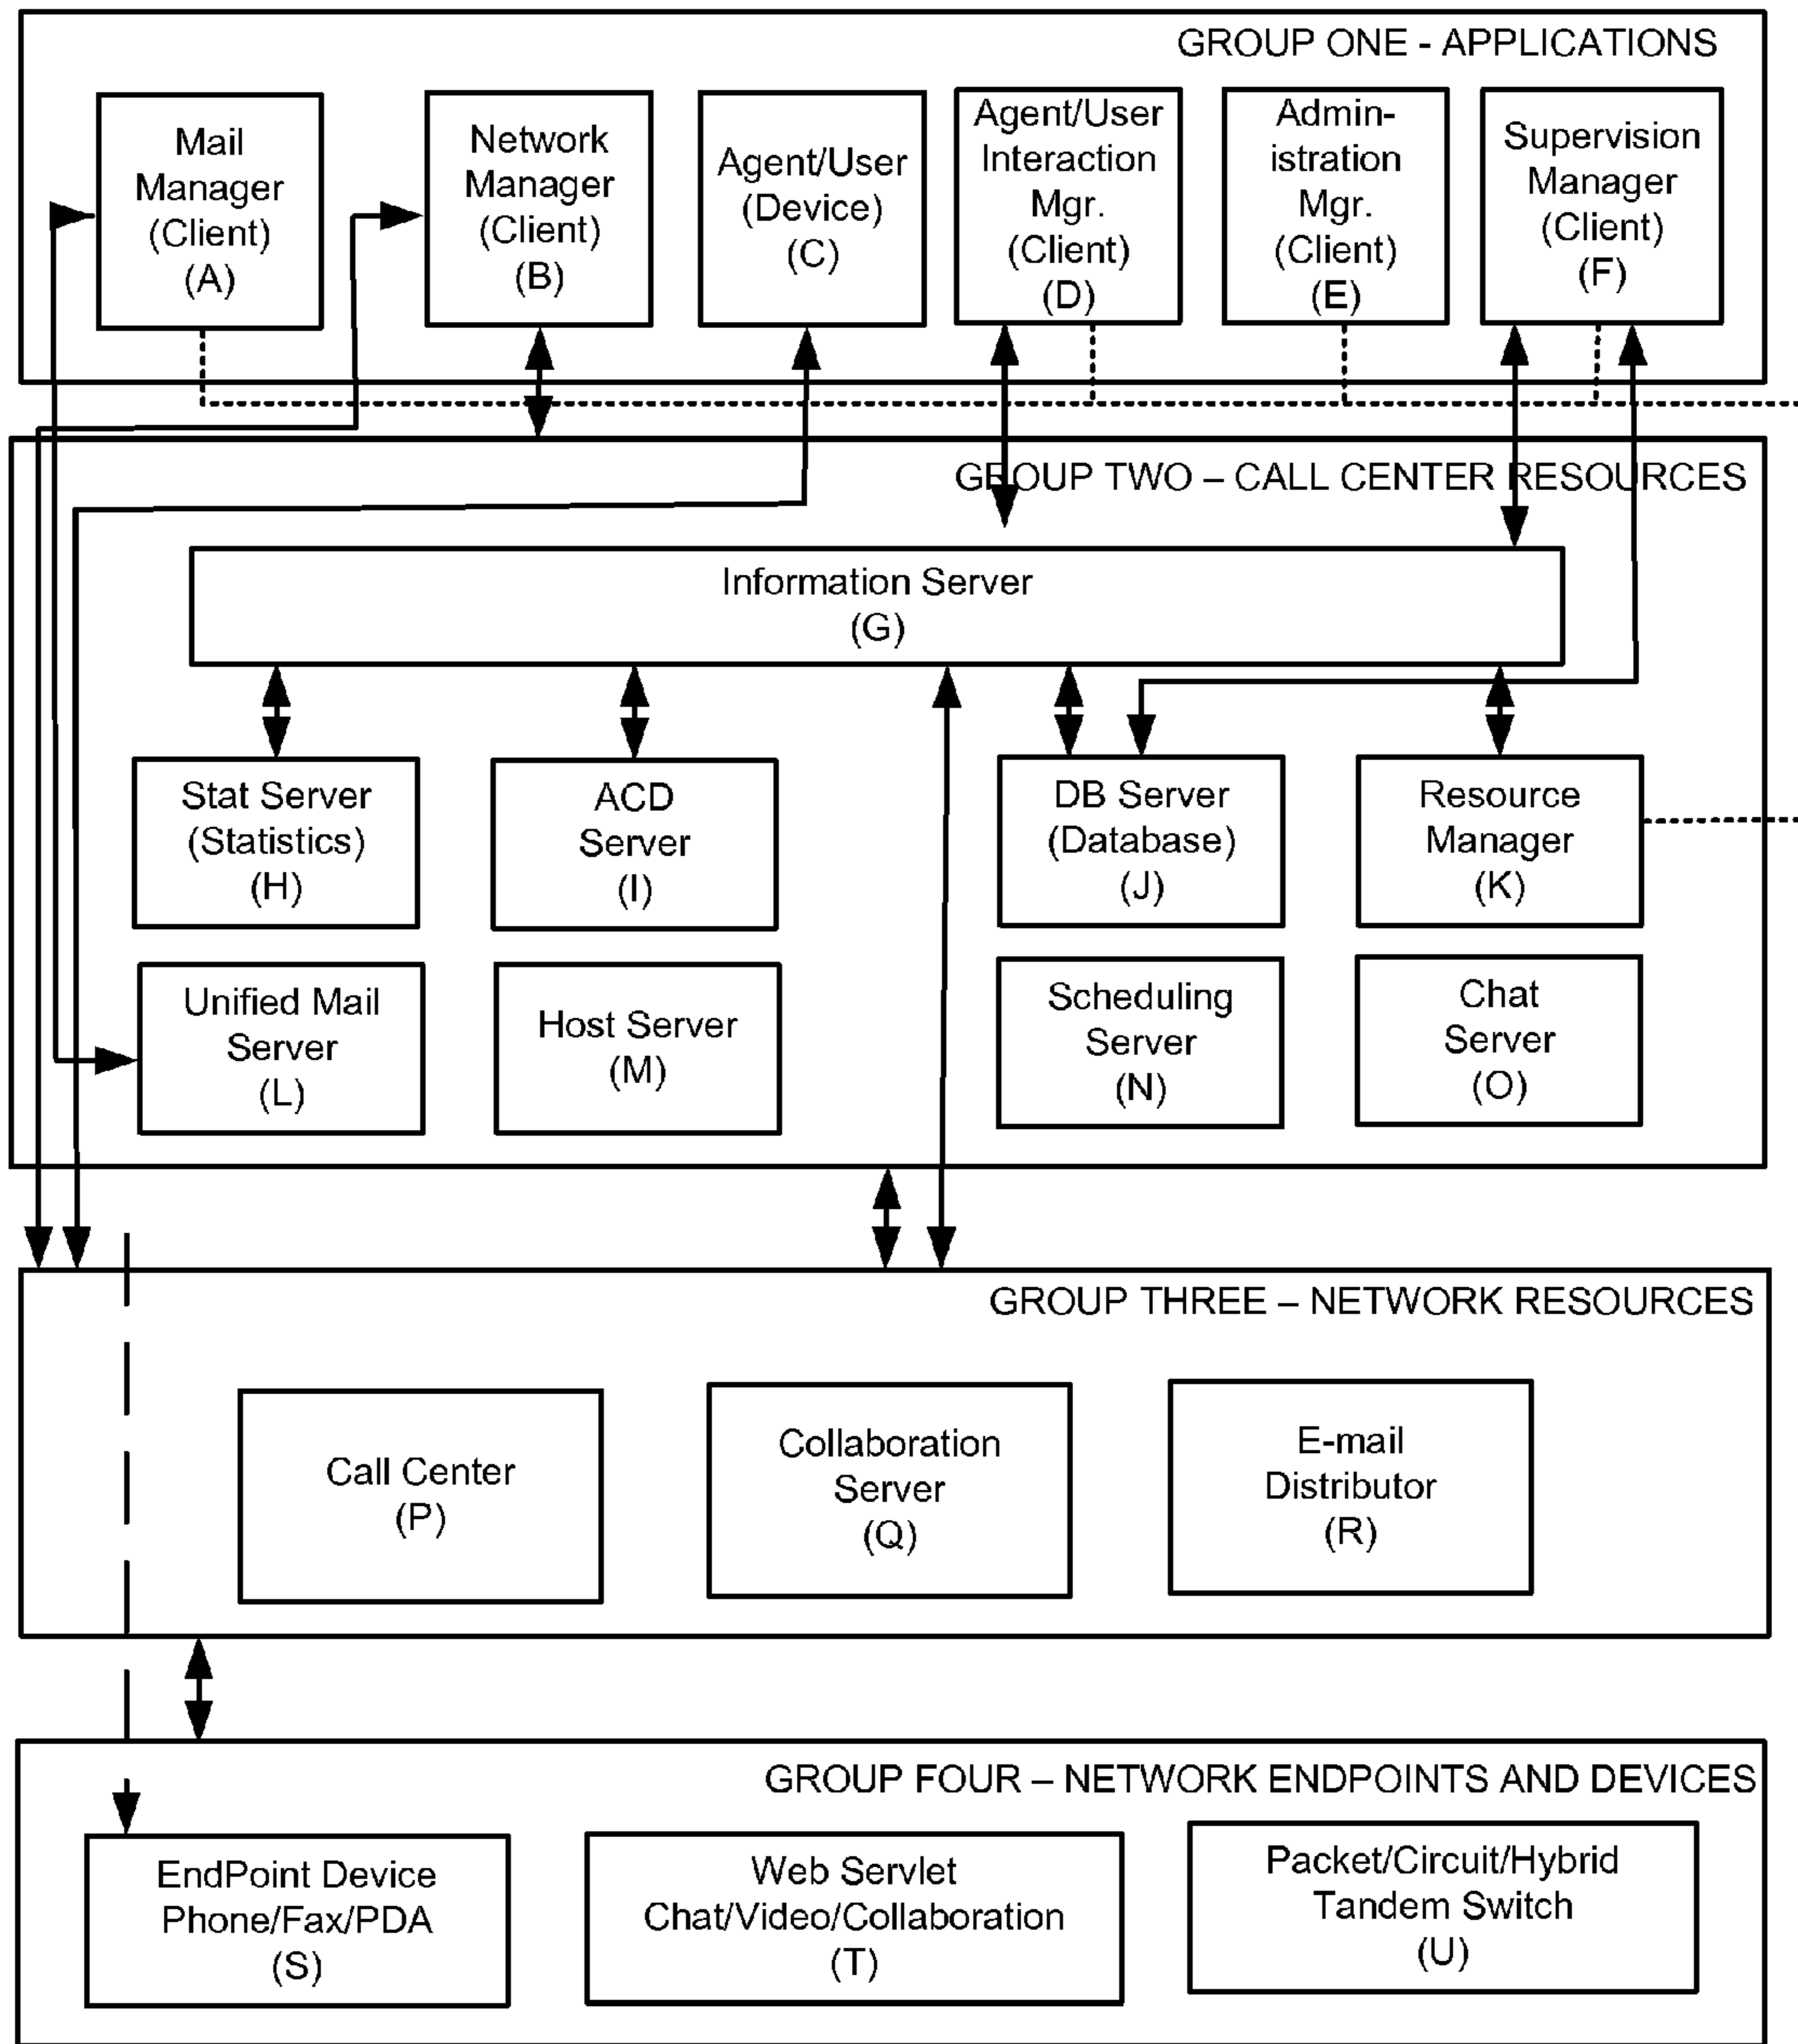 GROUP ONE - APPLICATIONS
Mail
Manager
(Client)
(A)
Network
Manager
(Client)
(B)
Agent/User
(Device)
(C)
Agent/User
Interaction
Mgr.
(Client)
(D)
Admin-
istration
Mgr.
(Client)
(E)
Supervision
Manager
(Client)
(F)
GROUP TWO – CALL CENTER RESOURCES
Information Server
(G)
Stat Server
(Statistics)
(H)
ACD
Server
(I)
DB Server
(Database)
(J)
Resource
Manager
(K)
Unified Mail
Server
(L)
Host Server
(M)
Scheduling
Server
(N)
Chat
Server
(O)
GROUP THREE – NETWORK RESOURCES
Call Center
(P)
Collaboration
Server
(Q)
E-mail
Distributor
(R)
GROUP FOUR – NETWORK ENDPOINTS AND DEVICES
EndPoint Device
Phone/Fax/PDA
(S)
Web Servlet
Chat/Video/Collaboration
(T)
Packet/Circuit/Hybrid
Tandem Switch
(U)